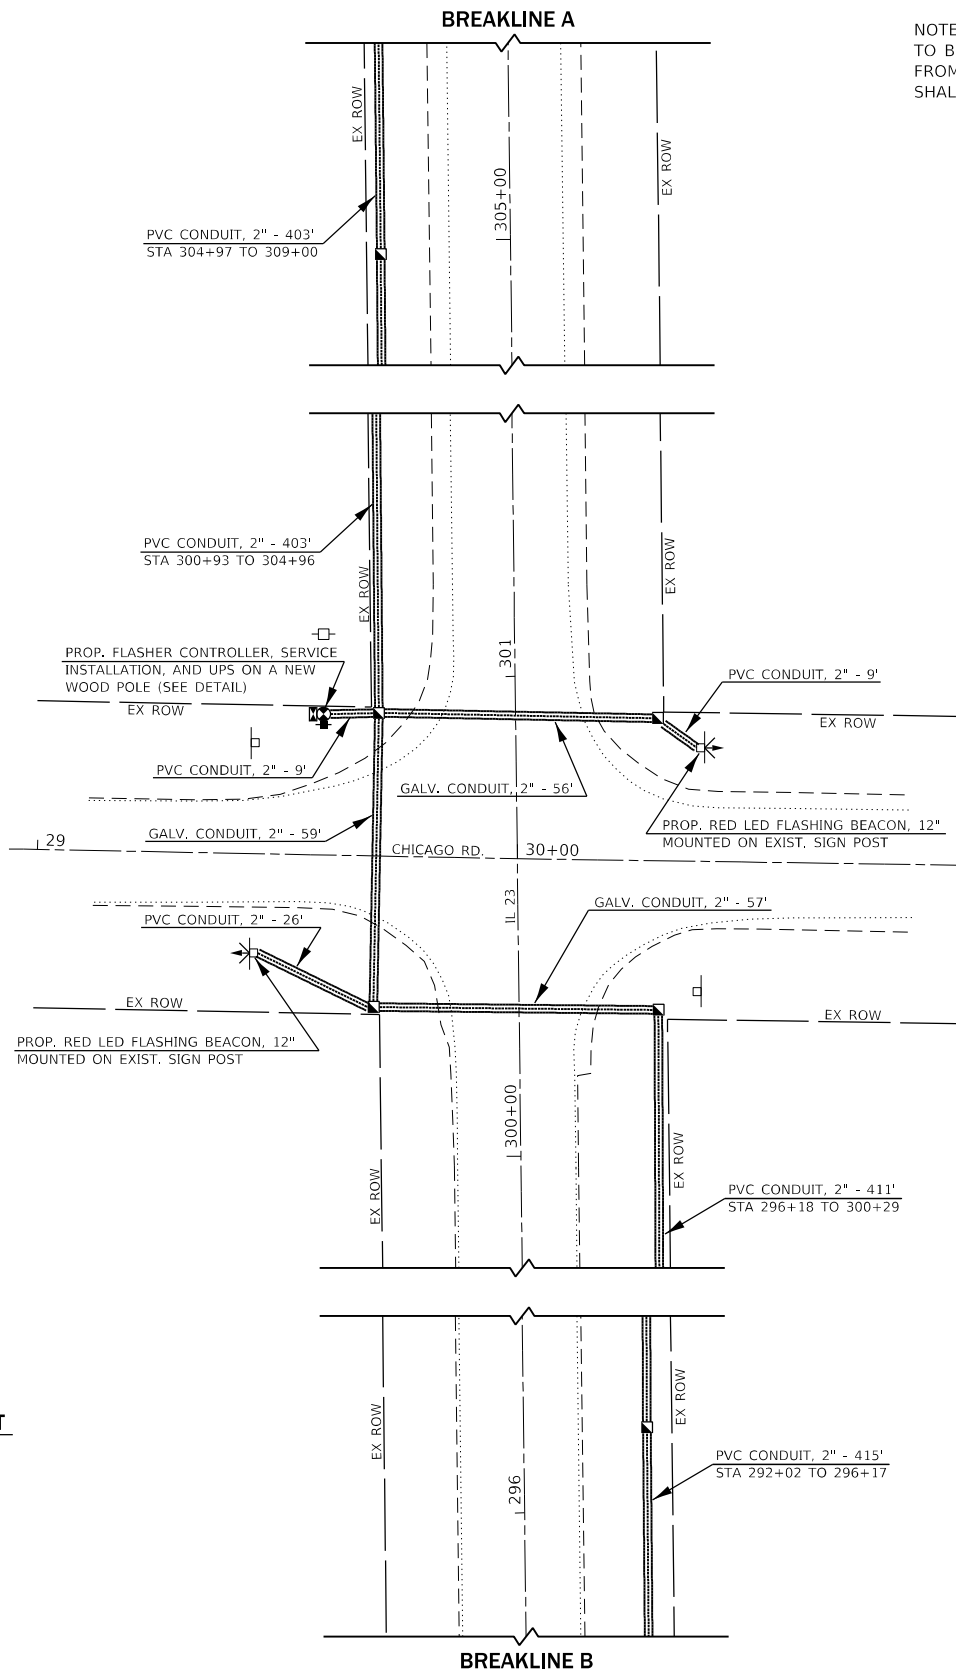 BREAKLINE A
NOTE
TO B
FROM
SHAL
EX ROW
EX ROW
305+00
PVC CONDUIT, 2" - 403'
STA 304+97 TO 309+00
PVC CONDUIT, 2" - 403'
STA 300+93 TO 304+96
EX ROW
EX ROW
301
PROP. FLASHER CONTROLLER, SERVICE
INSTALLATION, AND UPS ON A NEW
WOOD POLE (SEE DETAIL)
EX ROW
PVC CONDUIT, 2" - 9'
EX ROW
PVC CONDUIT, 2" - 9'
GALV. CONDUIT, 2" - 56'
PROP. RED LED FLASHING BEACON, 12"
MOUNTED ON EXIST. SIGN POST
GALV. CONDUIT, 2" - 59'
29
CHICAGO RD.
30+00
IL 23
GALV. CONDUIT, 2" - 57'
PVC CONDUIT, 2" - 26'
EX ROW
EX ROW
PROP. RED LED FLASHING BEACON, 12"
MOUNTED ON EXIST. SIGN POST
300+00
EX ROW
EX ROW
PVC CONDUIT, 2" - 411'
STA 296+18 TO 300+29
EX ROW
EX ROW
T
296
PVC CONDUIT, 2" - 415'
STA 292+02 TO 296+17
BREAKLINE B